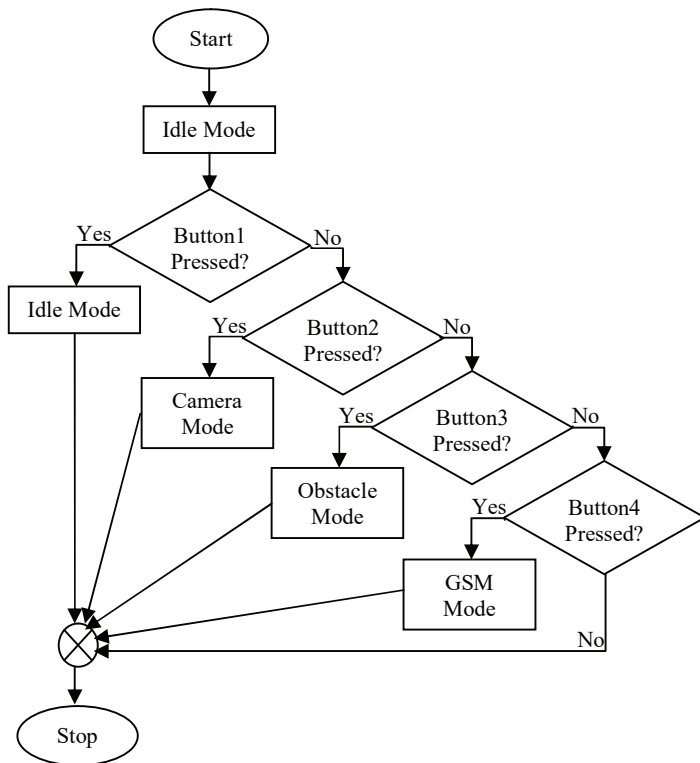 Start
Idle Mode
Button1
Pressed?
Yes
No
Idle Mode
Button2
Pressed?
Yes
No
Camera
Mode
Button3
Pressed?
Yes
No
Obstacle
Mode
Button4
Pressed?
Yes
GSM
Mode
No
Stop